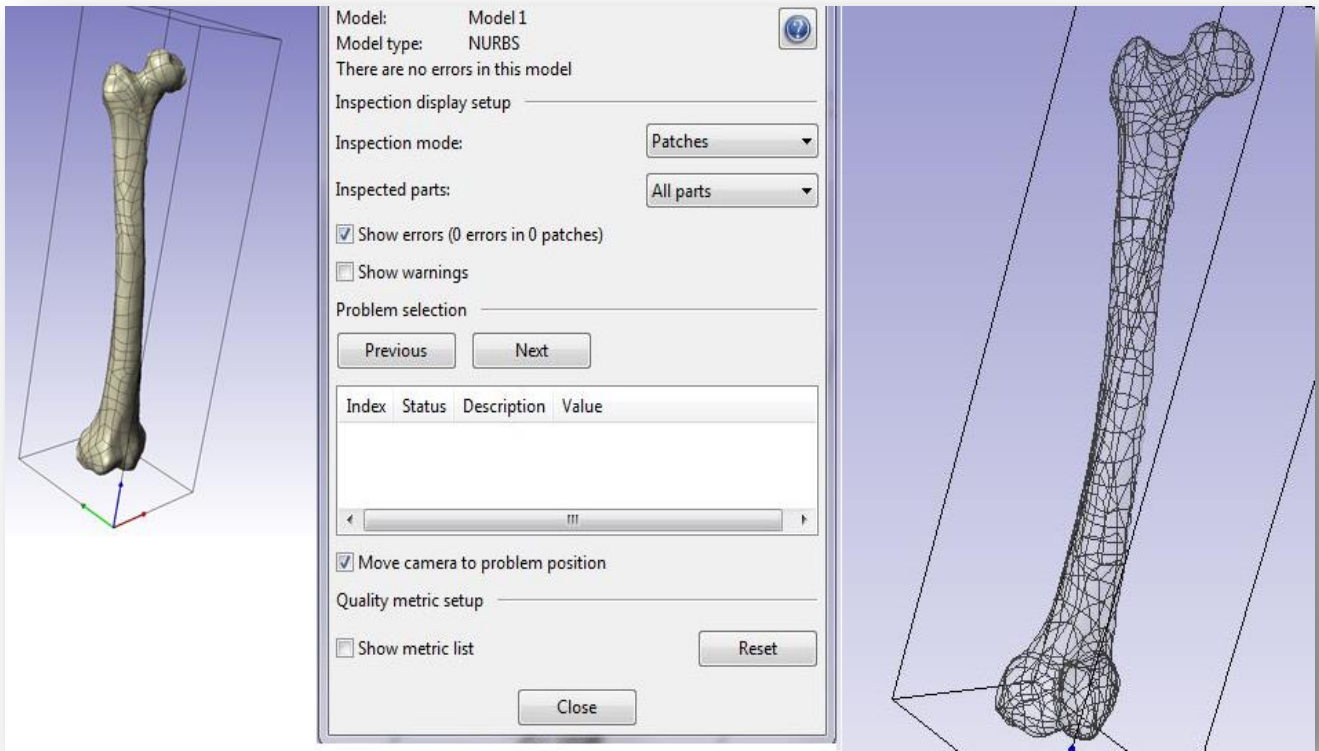 Model: Model 1
Model type: NURBS
There are no errors in this model
Inspection display setup
Inspection mode: Patches
Inspected parts: All parts
Show errors (0 errors in 0 patches)
Show warnings
Problem selection
Previous Next
Index Status Description Value
Move camera to problem position
Quality metric setup
Show metric list Reset
Close